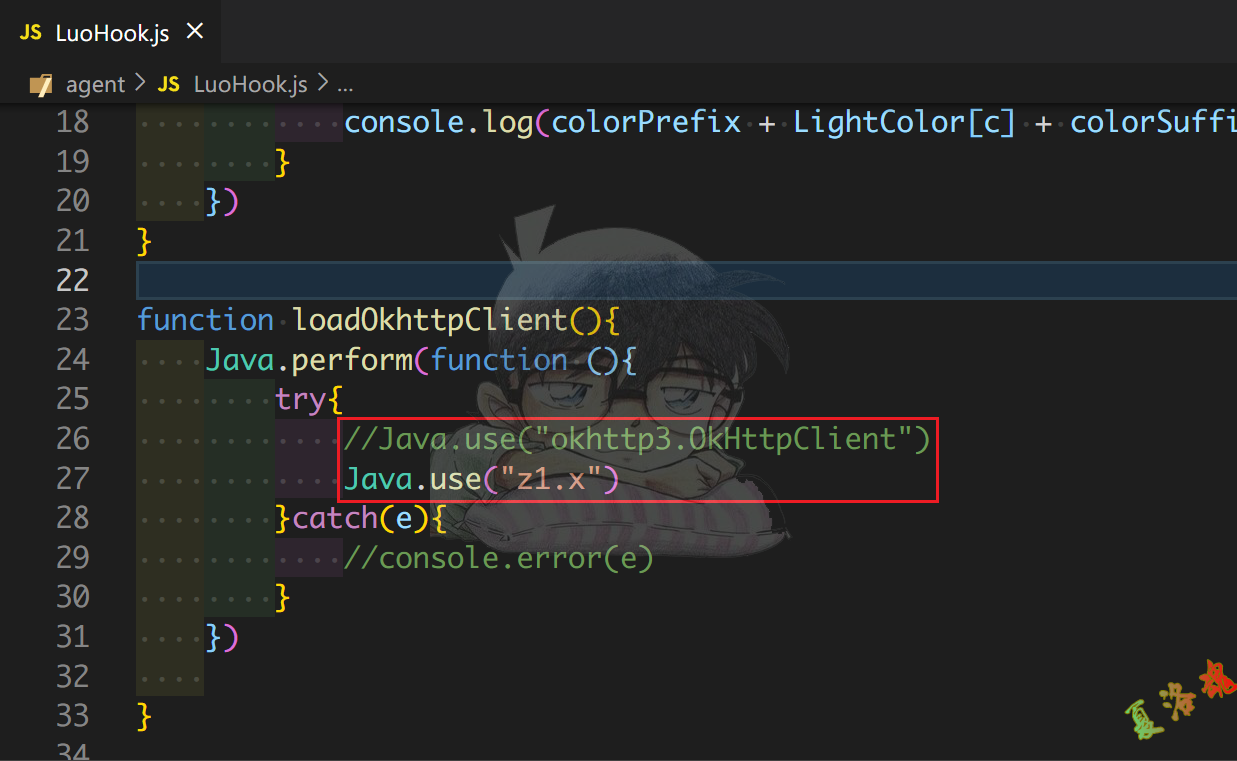 JS LuoHook.js ×
agent > JS LuoHook.js > ...
18 console.log(colorPrefix + LightColor[c] + colorSuffi
19 }
20 })
21 }
22
23 function loadOkhttpClient(){
24 Java.perform(function (){
25 try{
26 //Java.use("okhttp3.OkHttpClient")
27 Java.use("z1.x")
28 }catch(e){
29 //console.error(e)
30 }
31 })
32
33 }
34
夏洛魂